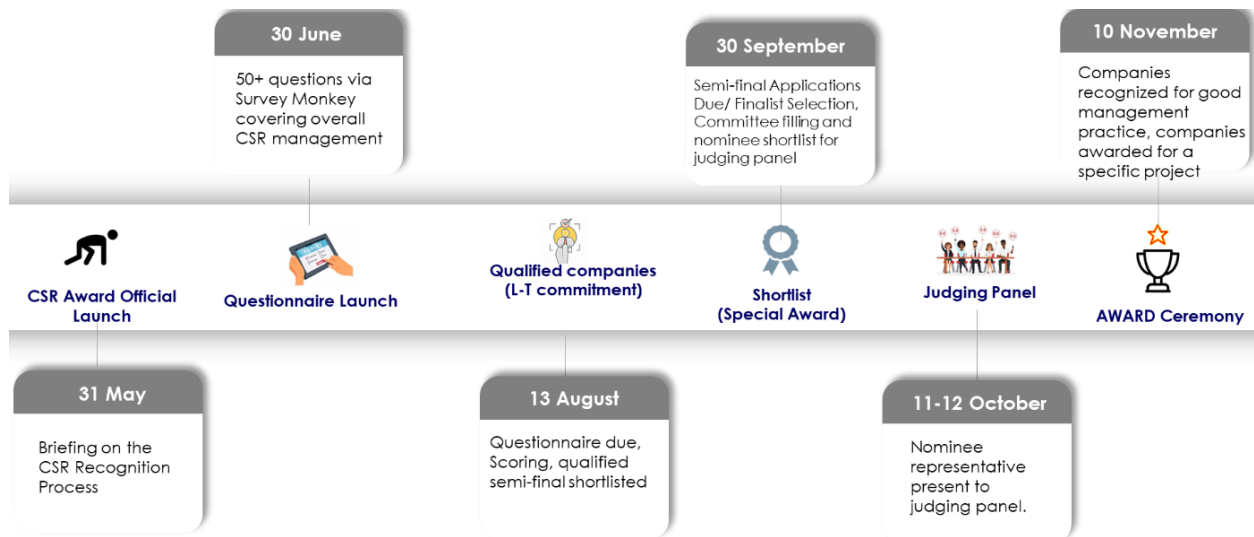 30 June
50+ questions via
Survey Monkey
covering overall
CSR management
30 September
Semi-final Applications
Due/ Finalist Selection,
Committee filling and
nominee shortlist for
judging panel
10 November
Companies
recognized for good
management
practice, companies
awarded for a
specific project
CSR Award Official
Launch
Questionnaire Launch
Qualified companies
(L-T commitment)
Shortlist
(Special Award)
Judging Panel
AWARD Ceremony
31 May
Briefing on the
CSR Recognition
Process
13 August
Questionnaire due,
Scoring, qualified
semi-final shortlisted
11-12 October
Nominee
representative
present to
judging panel.